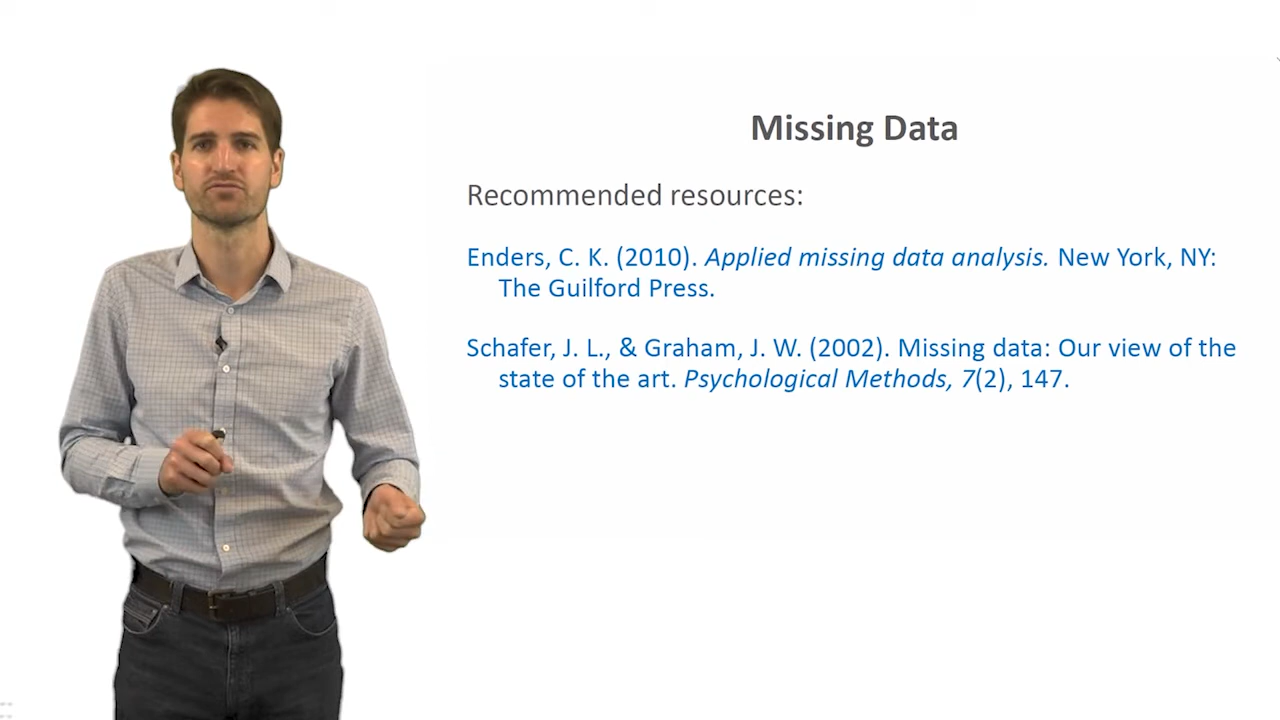 Missing Data
Recommended resources:
Enders, C. K. (2010). Applied missing data analysis. New York, NY:
The Guilford Press.
Schafer, J. L., & Graham, J. W. (2002). Missing data: Our view of the
state of the art. Psychological Methods, 7(2), 147.